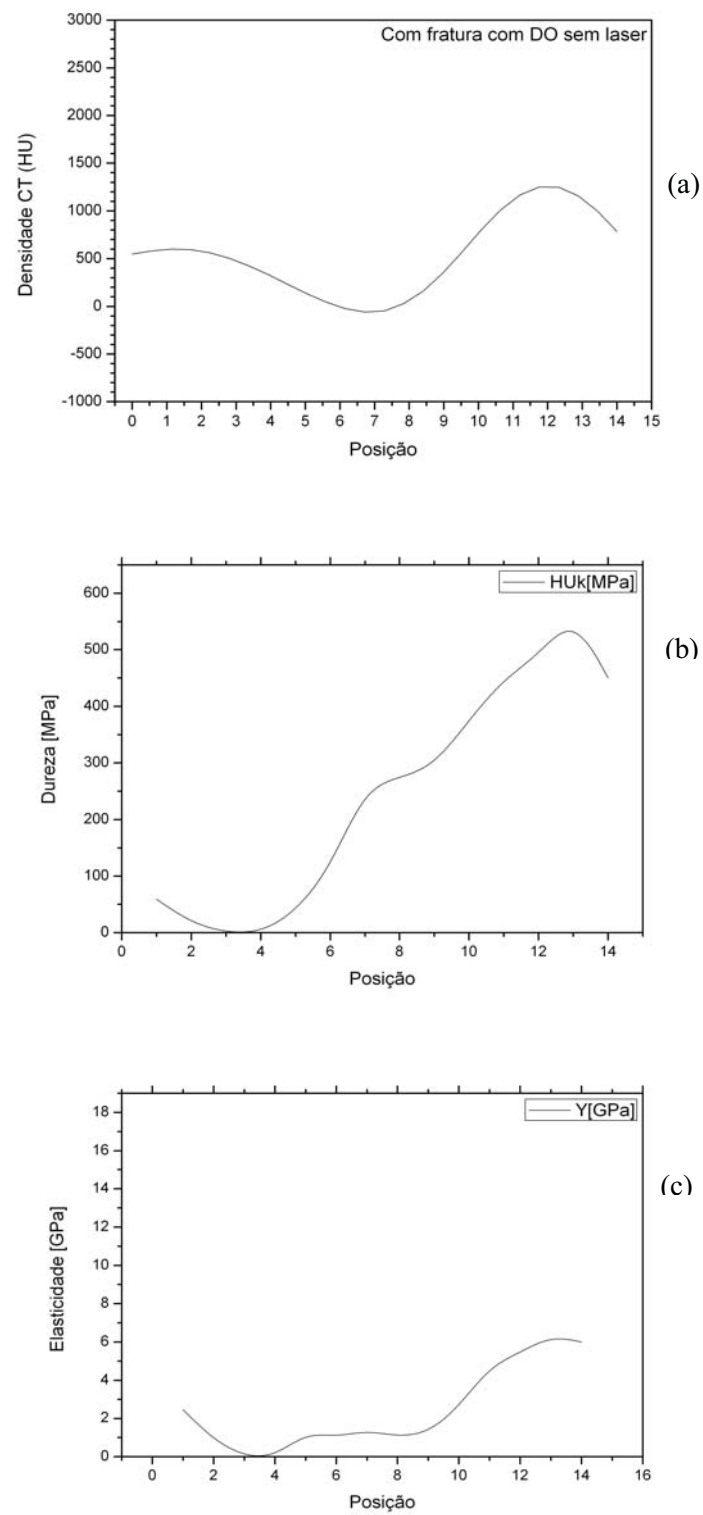 Com fratura com DO sem laser
3000
2500
2000
1500
1000
500
0
-500
-1000
Densidade CT (HU)
0 1 2 3 4 5 6 7 8 9 10 11 12 13 14 15
Posição
(a)
HUk[MPa]
600
500
400
300
200
100
0
Dureza [MPa]
0 2 4 6 8 10 12 14
Posição
(b)
Y[GPa]
18
16
14
12
10
8
6
4
2
0
Elasticidade [GPa]
0 2 4 6 8 10 12 14 16
Posição
(c)